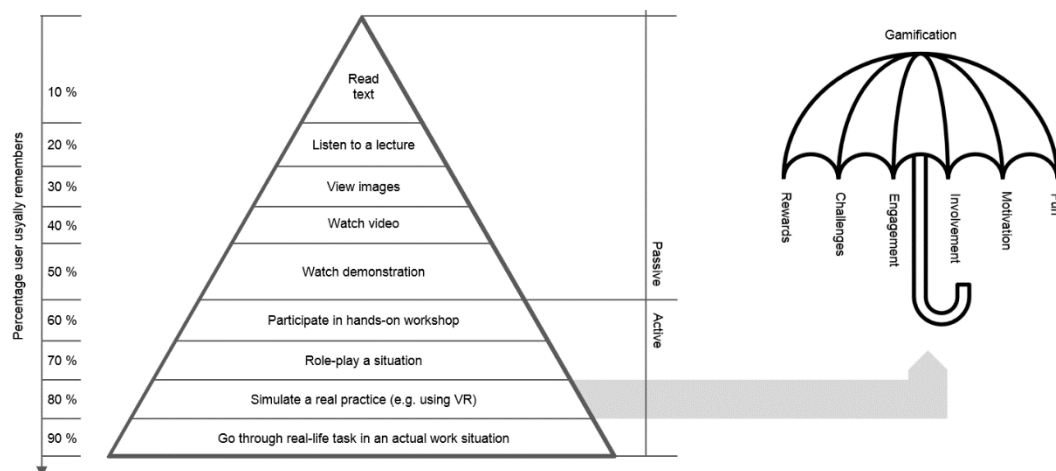 Percentage user usyally remembers
10 %
Read
text
20 %
Listen to a lecture
30 %
View images
40 %
Watch video
50 %
Watch demonstration
60 %
Participate in hands-on workshop
70 %
Role-play a situation
80 %
Simulate a real practice (e.g. using VR)
90 %
Go through real-life task in an actual work situation
Passive
Active
Gamification
Rewards
Challenges
Engagement
Involvement
Motivation
Fun